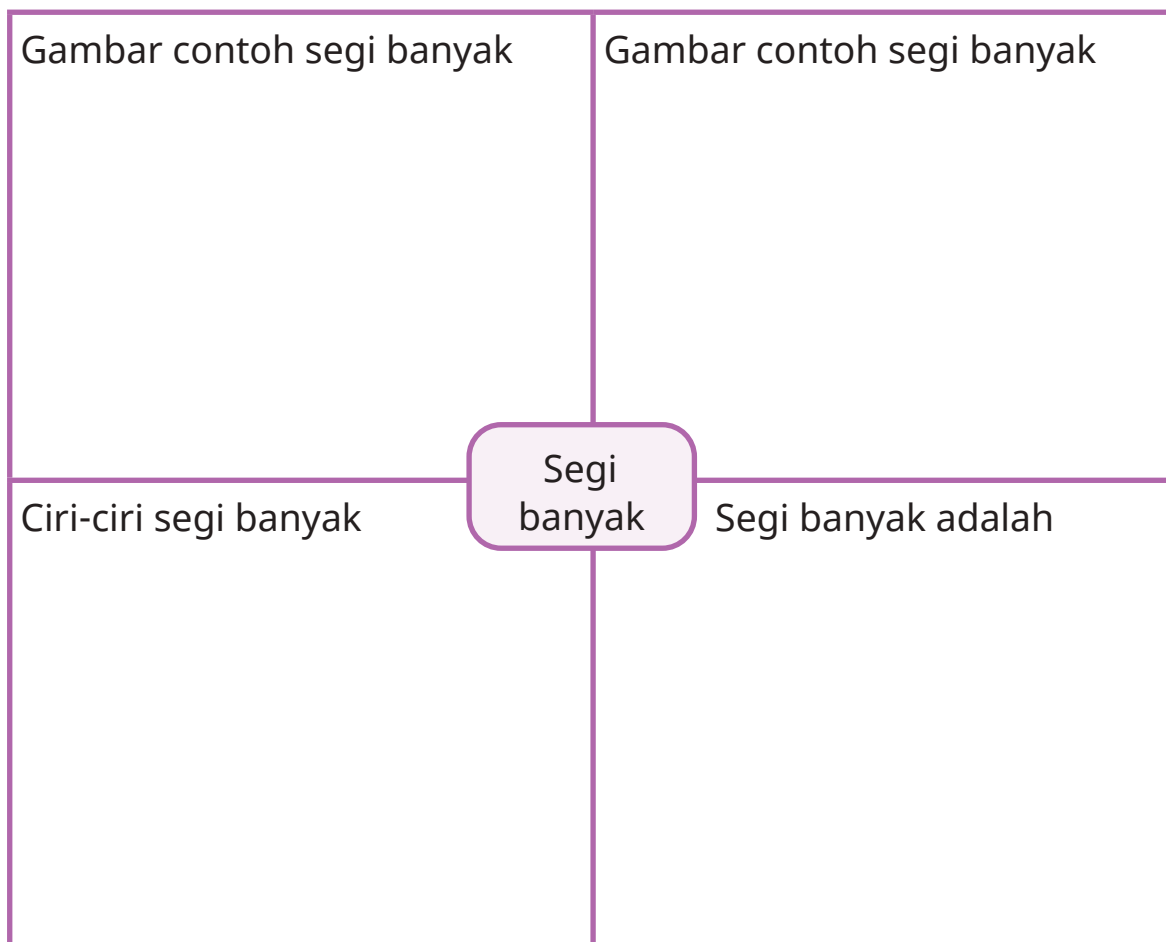 Gambar contoh segi banyak
Gambar contoh segi banyak
Segi
banyak
Ciri-ciri segi banyak
Segi banyak adalah